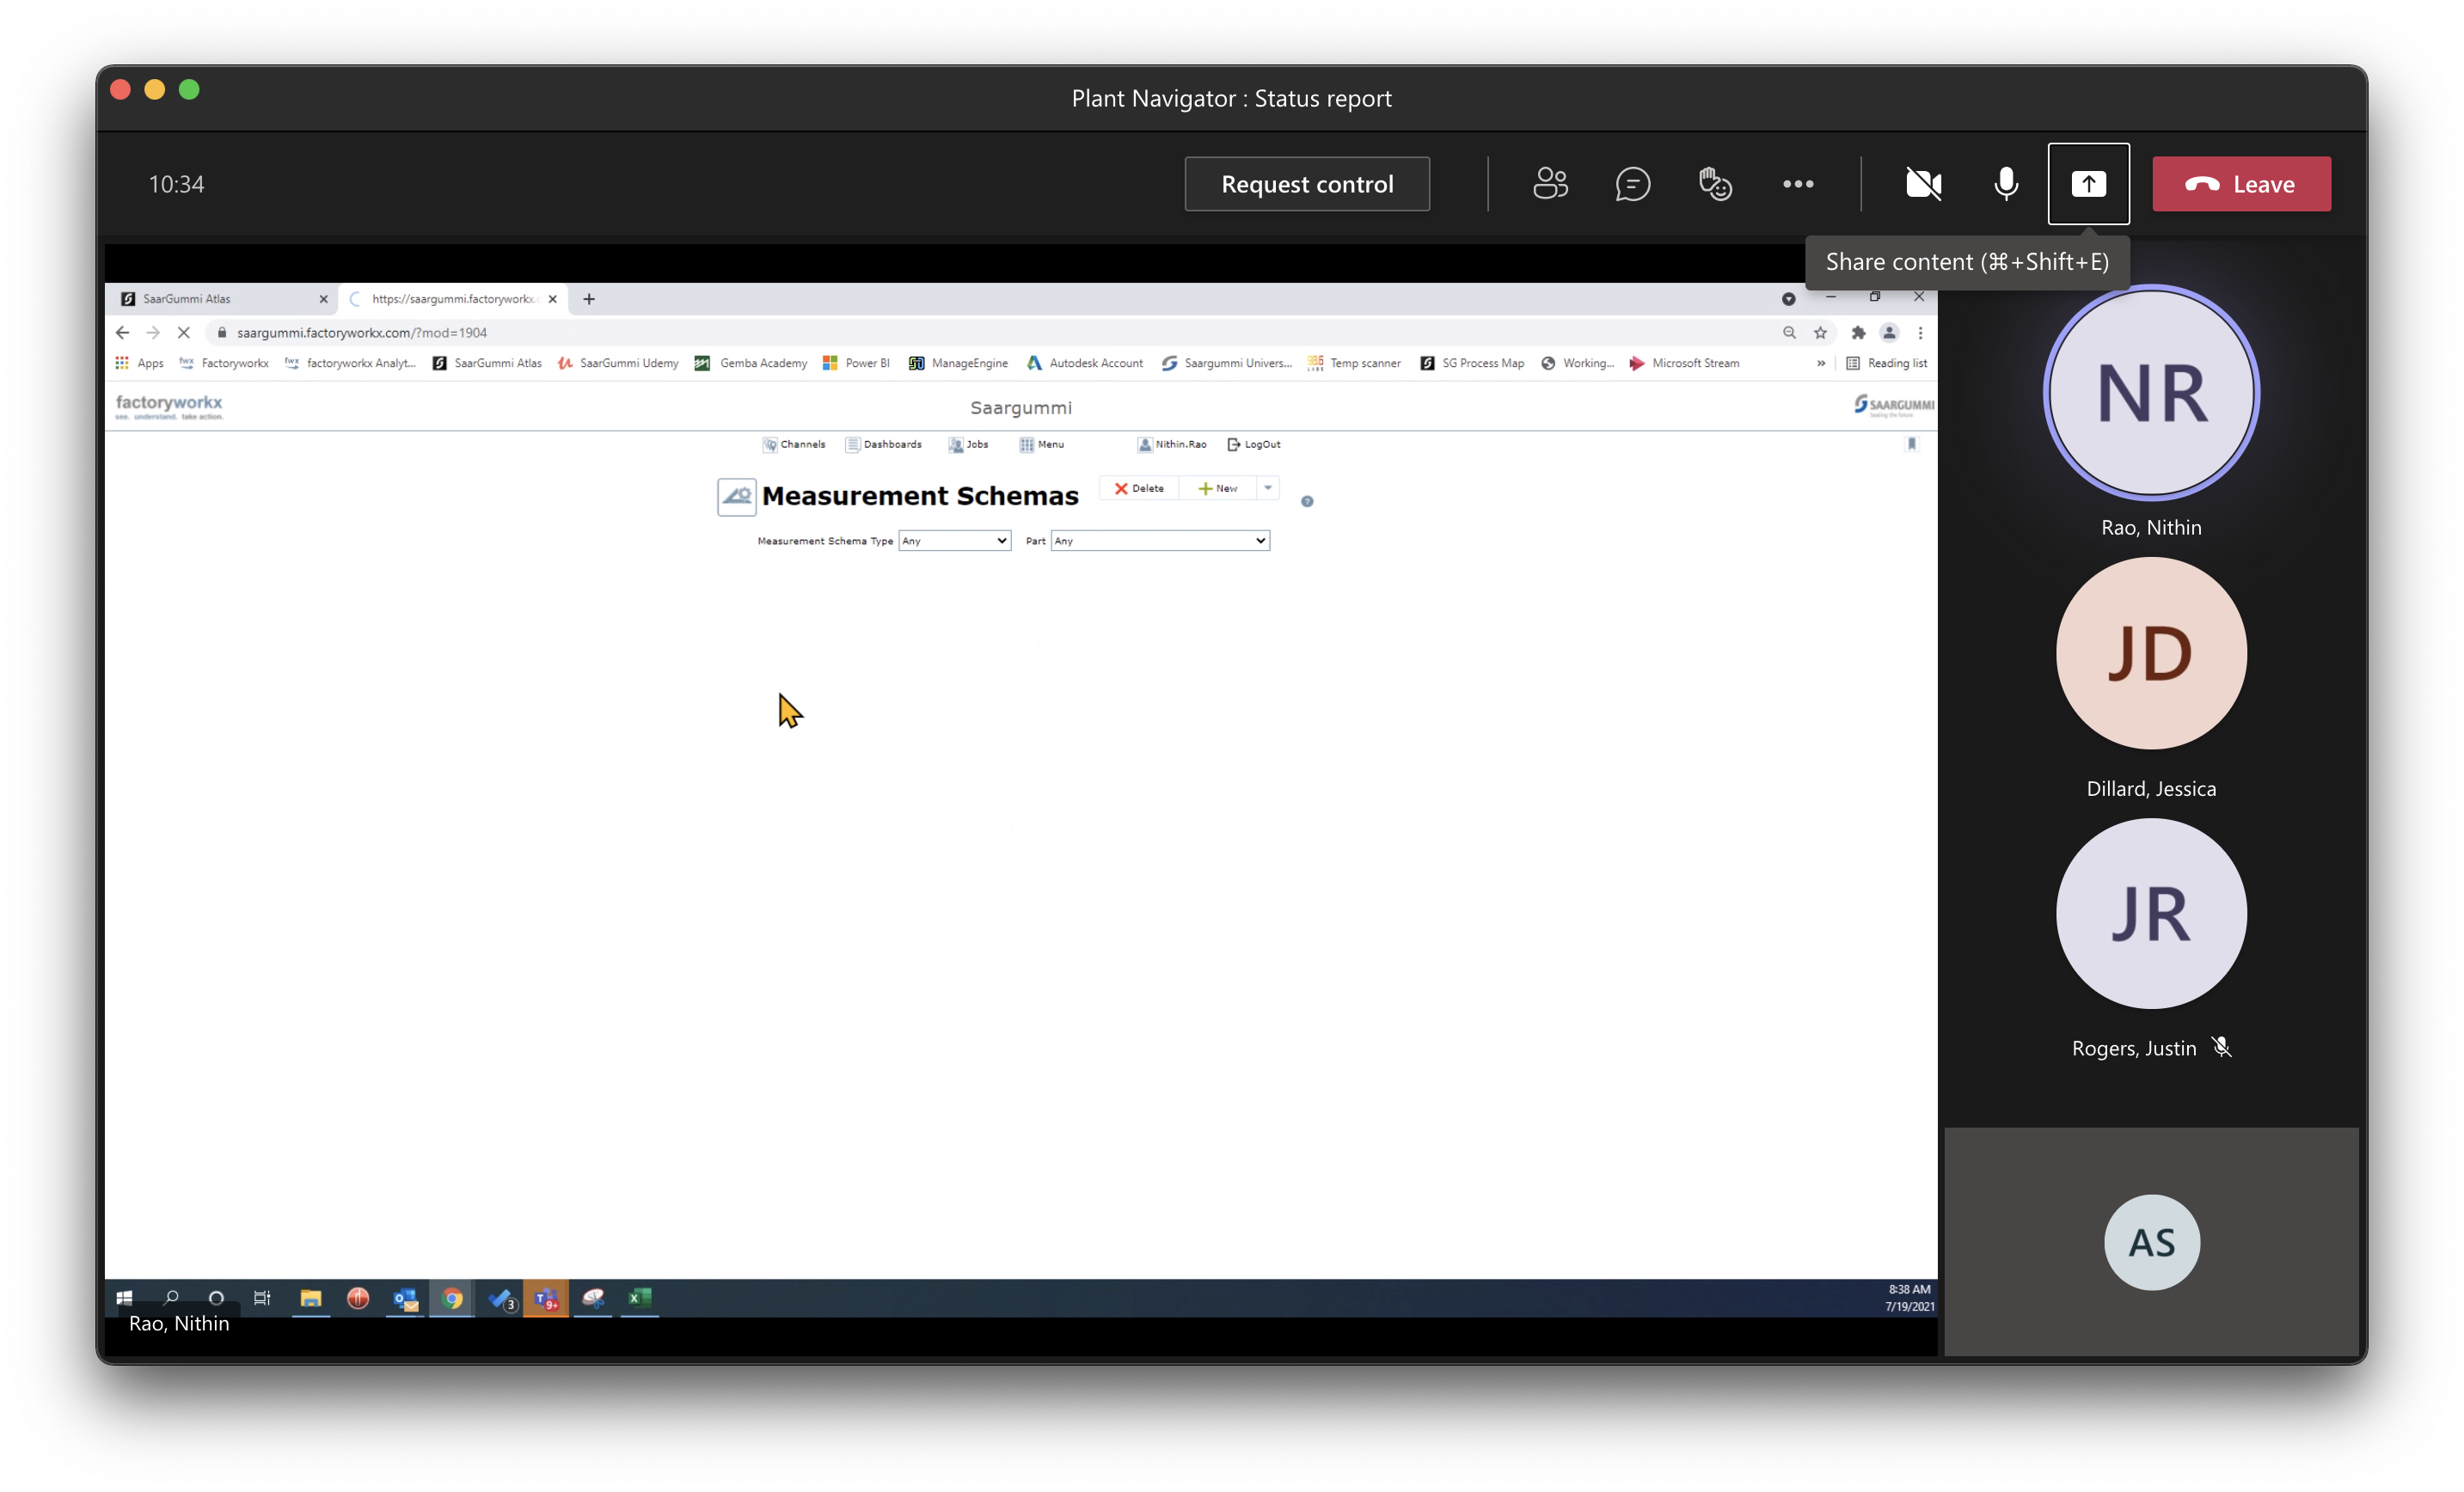 Plant Navigator : Status report
10:34
Request control
Leave
Share content (⌘+Shift+E)
SaarGummi Atlas
https://saargummi.factoryworkx.
saargummi.factoryworkx.com/?mod=1904
Apps
fwx Factoryworkx
fwx factoryworkx Analyt...
SaarGummi Atlas
SaarGummi Udemy
Gemba Academy
Power BI
ManageEngine
Autodesk Account
Saargummi Univers...
Temp scanner
SG Process Map
Working...
Microsoft Stream
»
Reading list
factoryworkx
see. understand. take action.
Saargummi
SAARGUMMI
Channels
Dashboards
Jobs
Menu
Nithin.Rao
LogOut
Measurement Schemas
Delete
New
Measurement Schema Type Any
Part Any
8:38 AM
7/19/2021
3
9+
Rao, Nithin
NR
Rao, Nithin
JD
Dillard, Jessica
JR
Rogers, Justin
AS